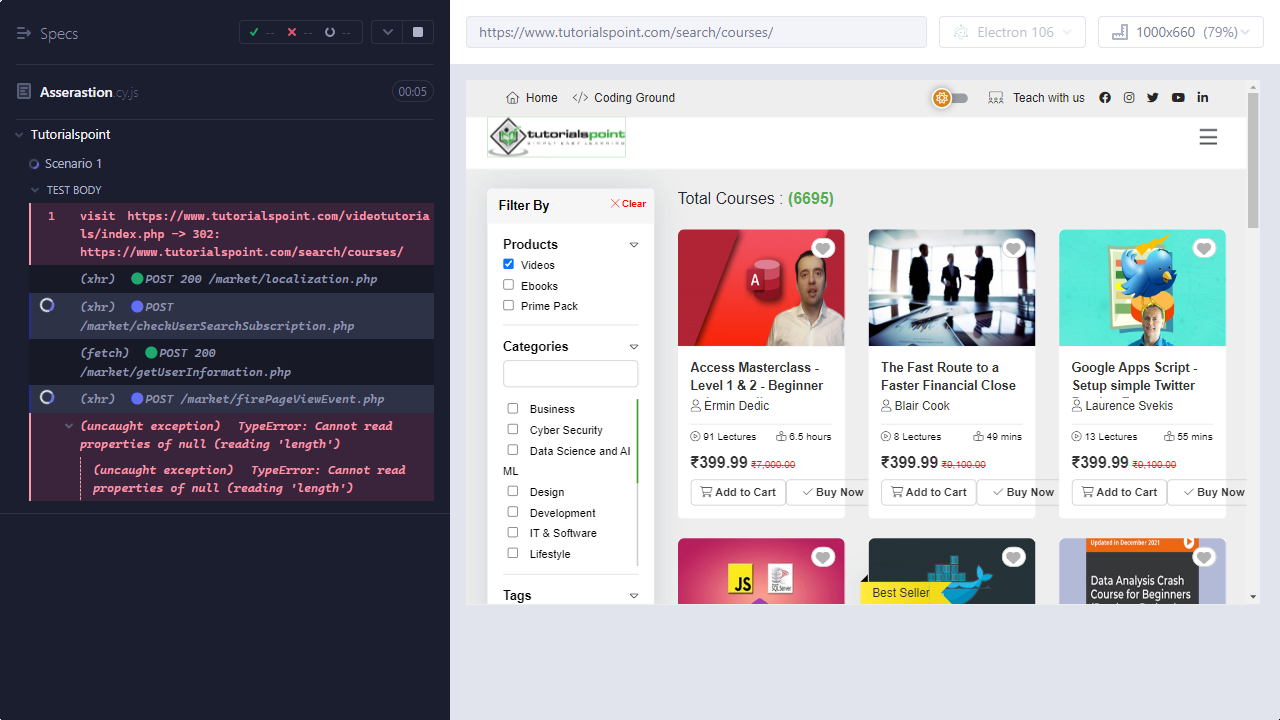 Specs
--
--
--
Asserastion.cy.js
00:05
Tutorialspoint
Scenario 1
TEST BODY
1 visit https://www.tutorialspoint.com/videotutoria
ls/index.php -> 302:
https://www.tutorialspoint.com/search/courses/
(xhr) POST 200 /market/localization.php
(xhr) POST
/market/checkUserSearchSubscription.php
(fetch) POST 200
/market/getUserInformation.php
(xhr) POST /market/firePageViewEvent.php
(uncaught exception) TypeError: Cannot read
properties of null (reading 'length')
(uncaught exception) TypeError: Cannot read
properties of null (reading 'length')
https://www.tutorialspoint.com/search/courses/
Electron 106
1000x660 (79%)
Home
</> Coding Ground
Teach with us
tutorialspoint
SIMPLY EASY LEARNING
Filter By
Clear
Products
Videos
Ebooks
Prime Pack
Categories
Business
Cyber Security
Data Science and AI
ML
Design
Development
IT & Software
Lifestyle
Tags
Total Courses : (6695)
A
Access Masterclass -
Level 1 & 2 - Beginner
Ermin Dedic
91 Lectures
6.5 hours
₹399.99 ₹7,000.00
Add to Cart
Buy Now
The Fast Route to a
Faster Financial Close
Blair Cook
8 Lectures
49 mins
₹399.99 ₹9,100.00
Add to Cart
Buy Now
Google Apps Script -
Setup simple Twitter
Laurence Svekis
13 Lectures
55 mins
₹399.99 ₹9,100.00
Add to Cart
Buy Now
JS
SQL Server
Best Seller
Updated in December 2021
Data Analysis Crash
Course for Beginners